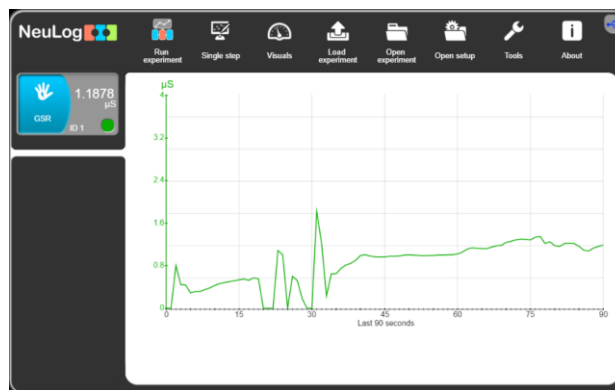 NeuLog
Run experiment
Single step
Visuals
Load experiment
Open experiment
Open setup
Tools
About
GSR
1.1878
µS
ID 1
µS
4
3.2
2.4
1.6
0.8
0
0 15 30 45 60 75 90
Last 90 seconds